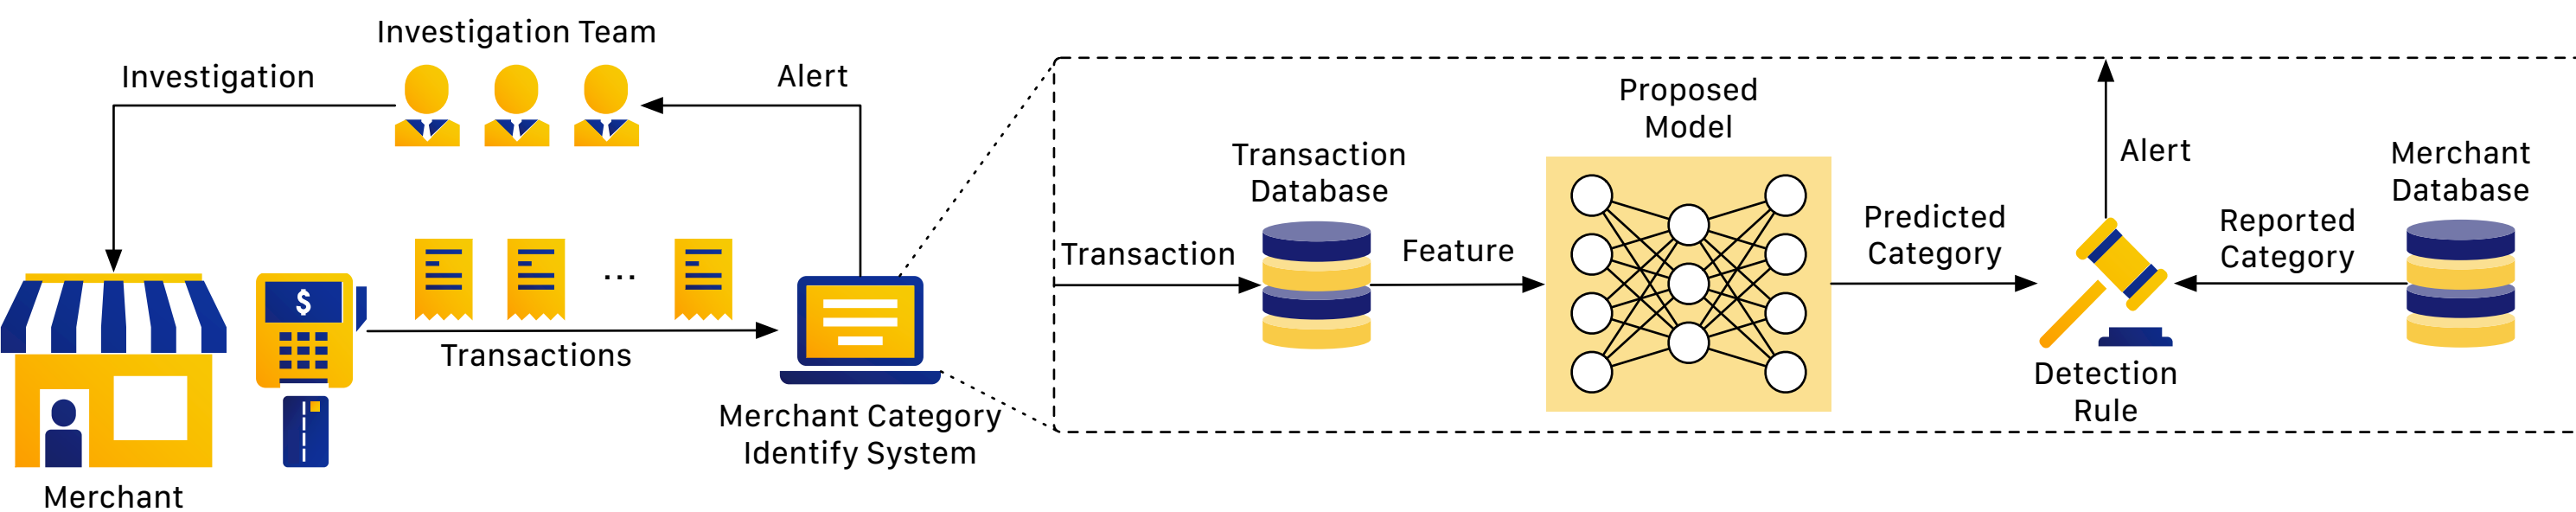 Investigation Team
Investigation
Alert
$
...
Transactions
Merchant Category
Identify System
Merchant
Transaction
Transaction
Database
Feature
Proposed
Model
Predicted
Category
Alert
Detection
Rule
Reported
Category
Merchant
Database